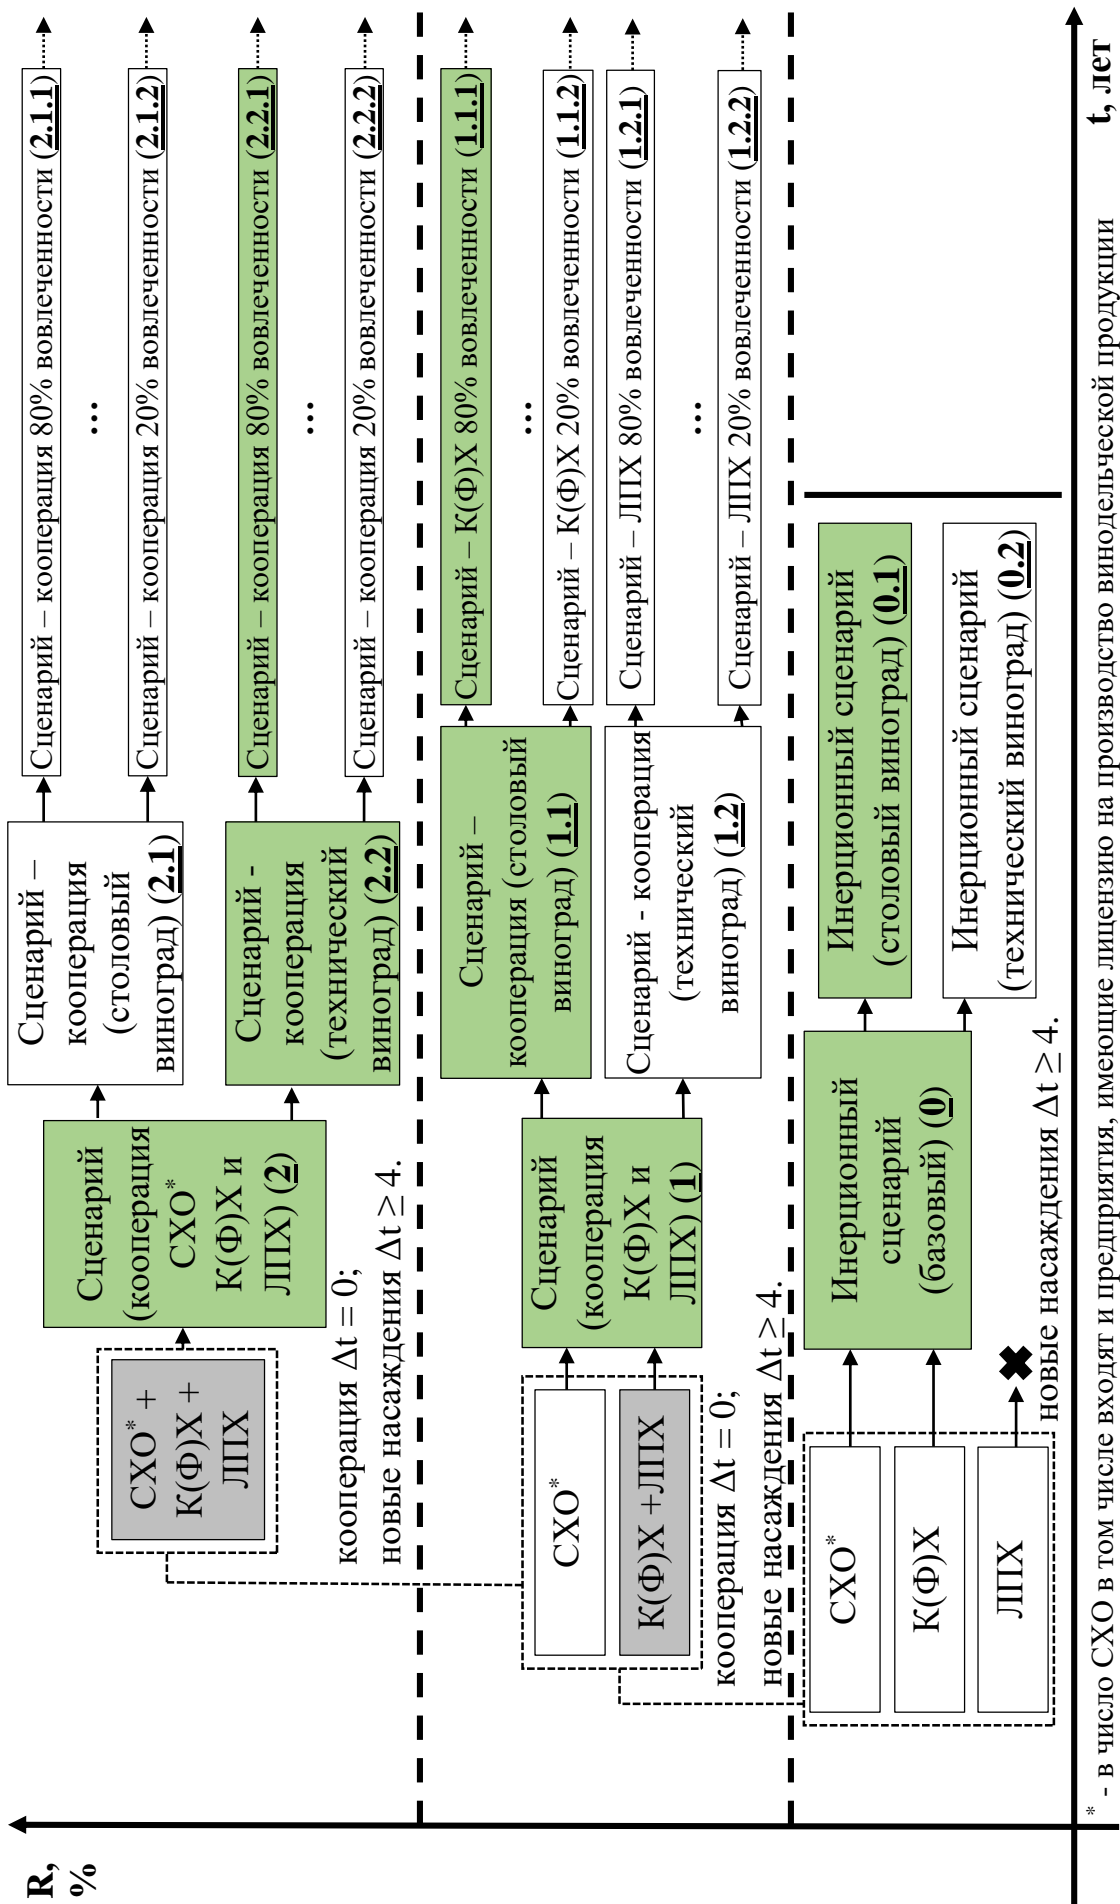 R,
%
СХО* +
К(Ф)Х +
ЛПХ
Сценарий
(кооперация
СХО*
К(Ф)Х и
ЛПХ) (2)
Сценарий –
кооперация
(столовый
виноград) (2.1)
Сценарий -
кооперация
(технический
виноград) (2.2)
Сценарий – кооперация 80% вовлеченности (2.1.1)
...
Сценарий – кооперация 20% вовлеченности (2.1.2)
Сценарий – кооперация 80% вовлеченности (2.2.1)
...
Сценарий – кооперация 20% вовлеченности (2.2.2)
кооперация Δt = 0;
новые насаждения Δt ≥ 4.
СХО*
К(Ф)Х +ЛПХ
Сценарий
(кооперация
К(Ф)Х и
ЛПХ) (1)
Сценарий –
кооперация (столовый
виноград) (1.1)
Сценарий - кооперация
(технический
виноград) (1.2)
Сценарий – К(Ф)Х 80% вовлеченности (1.1.1)
...
Сценарий – К(Ф)Х 20% вовлеченности (1.1.2)
Сценарий – ЛПХ 80% вовлеченности (1.2.1)
...
Сценарий – ЛПХ 20% вовлеченности (1.2.2)
кооперация Δt = 0;
новые насаждения Δt ≥ 4.
СХО*
К(Ф)Х
ЛПХ
Инерционный
сценарий
(базовый) (0)
Инерционный сценарий
(столовый виноград) (0.1)
Инерционный сценарий
(технический виноград) (0.2)
новые насаждения Δt ≥ 4.
t, лет
* - в число СХО в том числе входят и предприятия, имеющие лицензию на производство винодельческой продукции